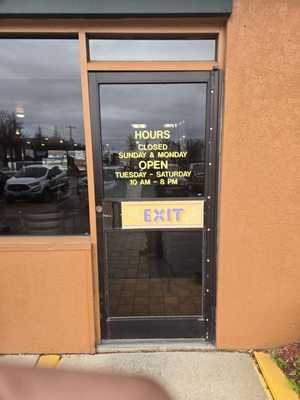 HOURS
CLOSED
SUNDAY & MONDAY
OPEN
TUESDAY - SATURDAY
10 AM - 8 PM
EXIT